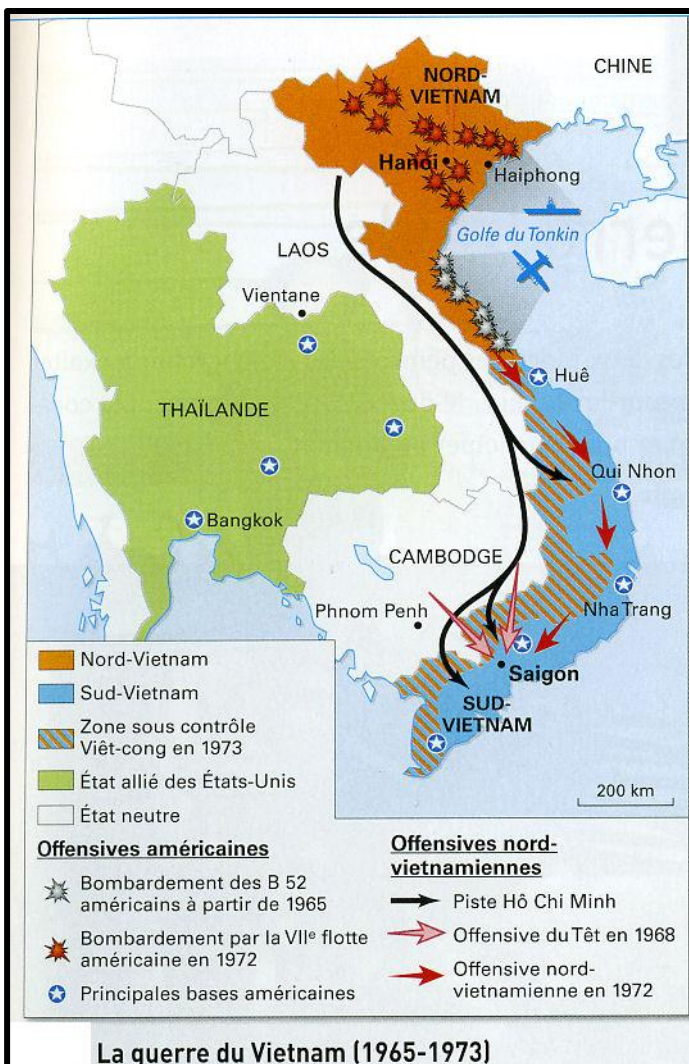 CHINE
NORD-
VIETNAM
Hanoi
Haiphong
Golfe du Tonkin
LAOS
Vientane
Huê
THAÏLANDE
Qui Nhon
Bangkok
CAMBODGE
Phnom Penh
Nha Trang
Saigon
SUD-
VIETNAM
200 km
Nord-Vietnam
Sud-Vietnam
Zone sous contrôle
Viêt-cong en 1973
État allié des États-Unis
État neutre
Offensives américaines
Bombardement des B 52
américains à partir de 1965
Bombardement par la VIIe flotte
américaine en 1972
Principales bases américaines
Offensives nord-
vietnamiennes
Piste Hô Chi Minh
Offensive du Têt en 1968
Offensive nord-
vietnamienne en 1972
La guerre du Vietnam (1965-1973)